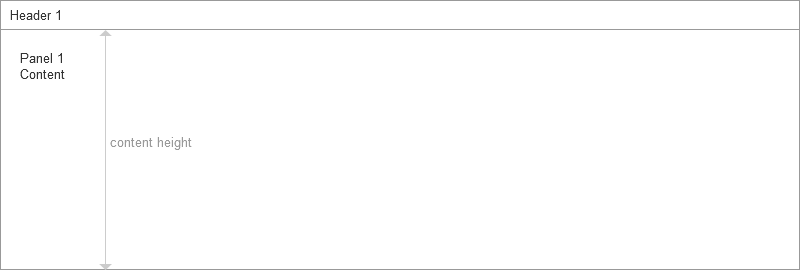 Header 1
Panel 1
Content
content height